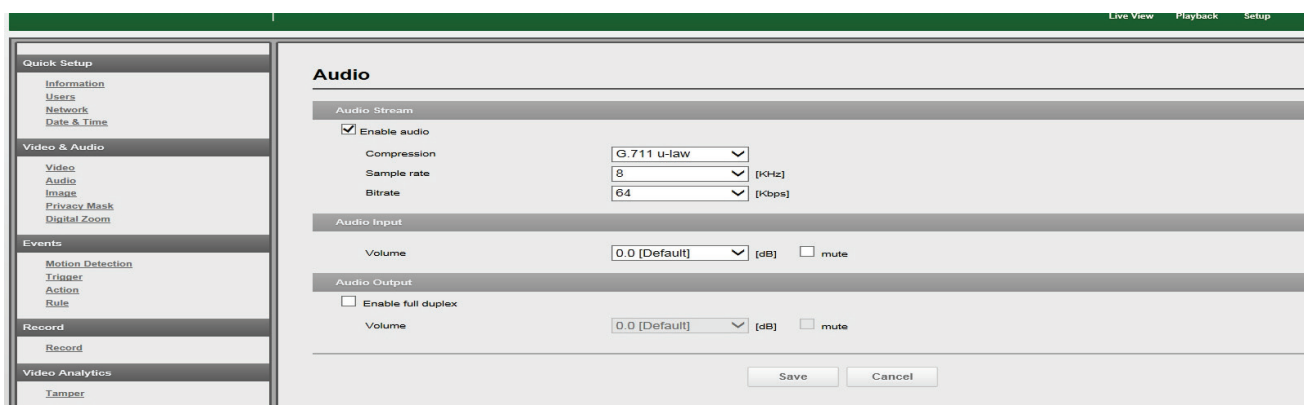 Live View Playback Setup
Quick Setup
Information
Users
Network
Date & Time
Video & Audio
Video
Audio
Image
Privacy Mask
Digital Zoom
Events
Motion Detection
Trigger
Action
Rule
Record
Record
Video Analytics
Tamper
Audio
Audio Stream
Enable audio
Compression G.711 u-law
Sample rate 8 [KHz]
Bitrate 64 [Kbps]
Audio Input
Volume 0.0 [Default] [dB] mute
Audio Output
Enable full duplex
Volume 0.0 [Default] [dB] mute
Save Cancel